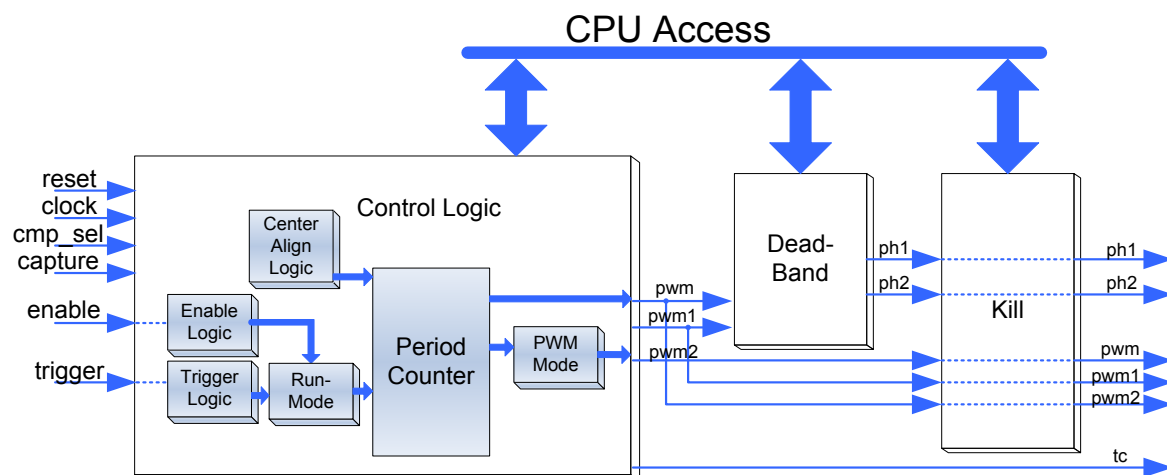 CPU Access
reset
clock
cmp_sel
capture
enable
trigger
Control Logic
Center
Align
Logic
Enable
Logic
Trigger
Logic
Run-
Mode
Period
Counter
PWM
Mode
pwm
pwm1
pwm2
Dead-
Band
ph1
ph2
Kill
ph1
ph2
pwm
pwm1
pwm2
tc